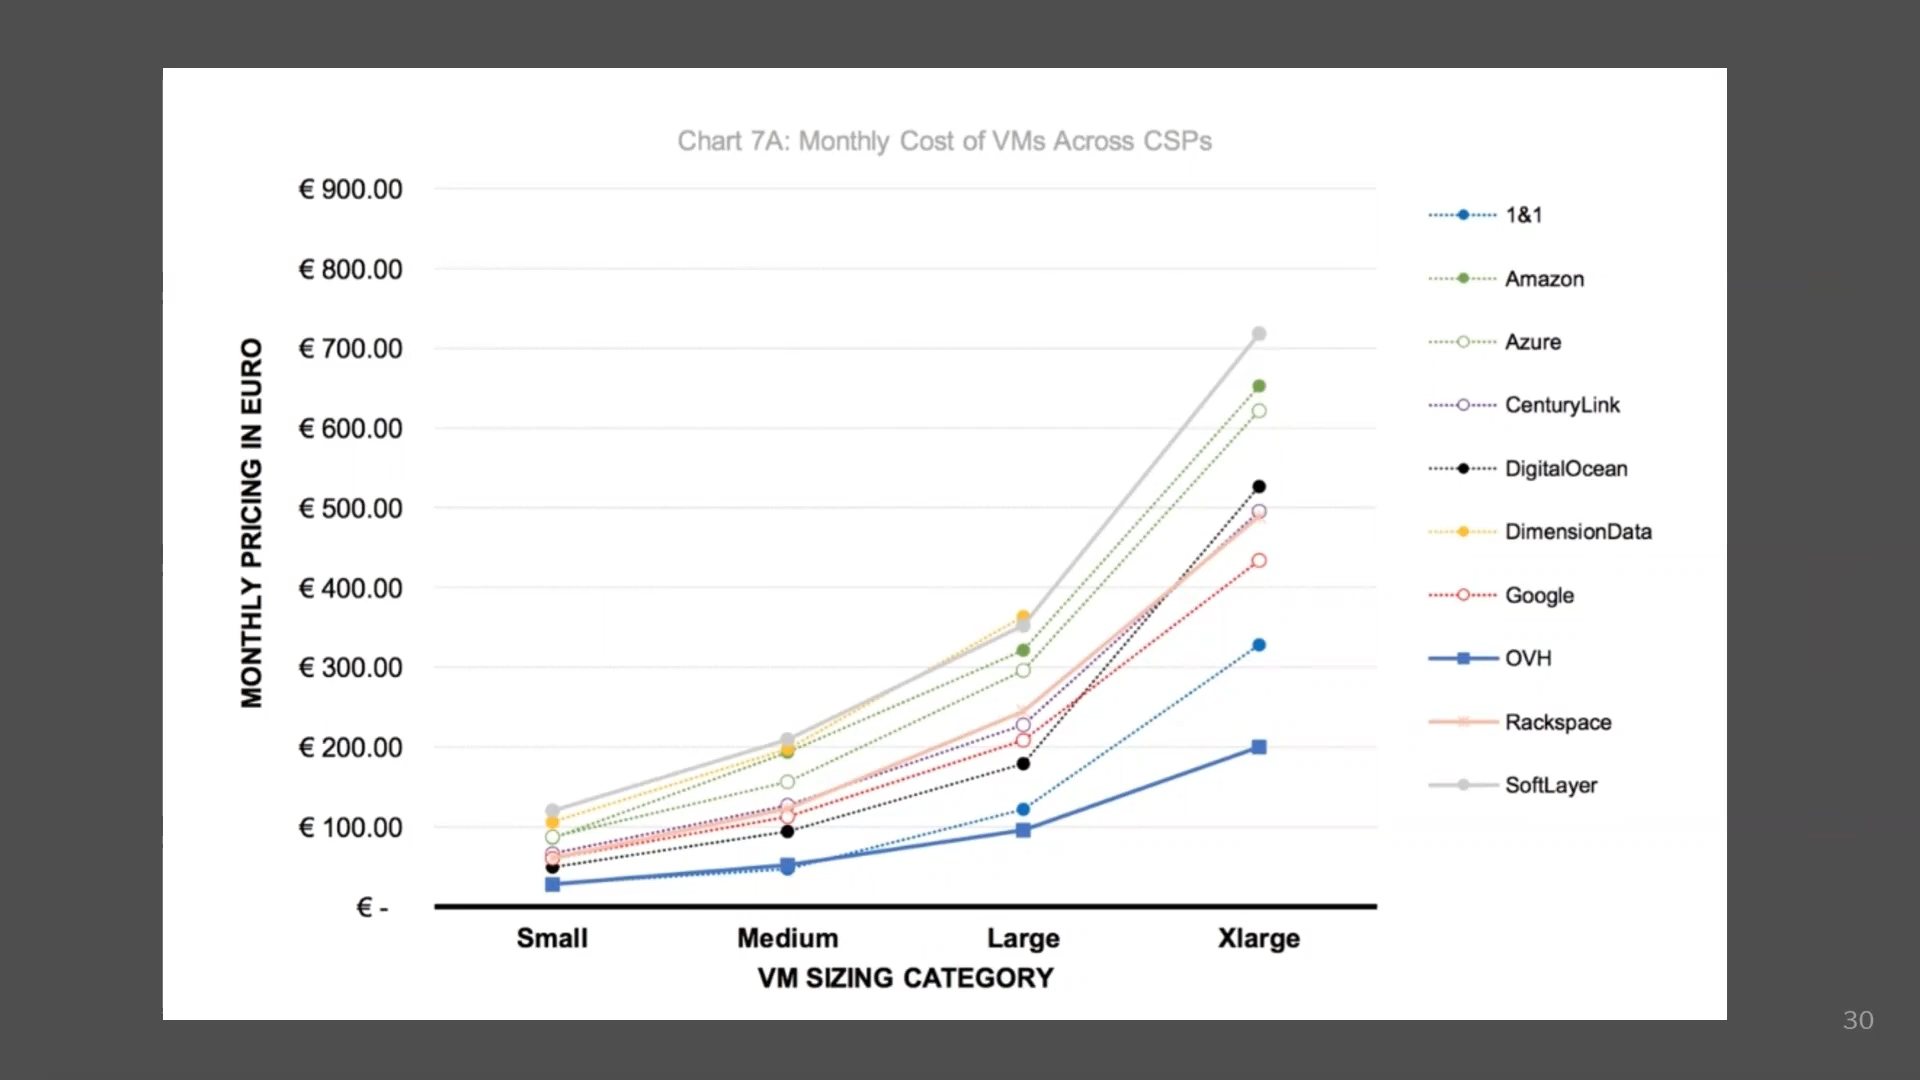 Chart 7A: Monthly Cost of VMs Across CSPs
MONTHLY PRICING IN EURO
€ 900.00
€ 800.00
€ 700.00
€ 600.00
€ 500.00
€ 400.00
€ 300.00
€ 200.00
€ 100.00
€ -
Small
Medium
Large
Xlarge
VM SIZING CATEGORY
1&1
Amazon
Azure
CenturyLink
DigitalOcean
DimensionData
Google
OVH
Rackspace
SoftLayer
30